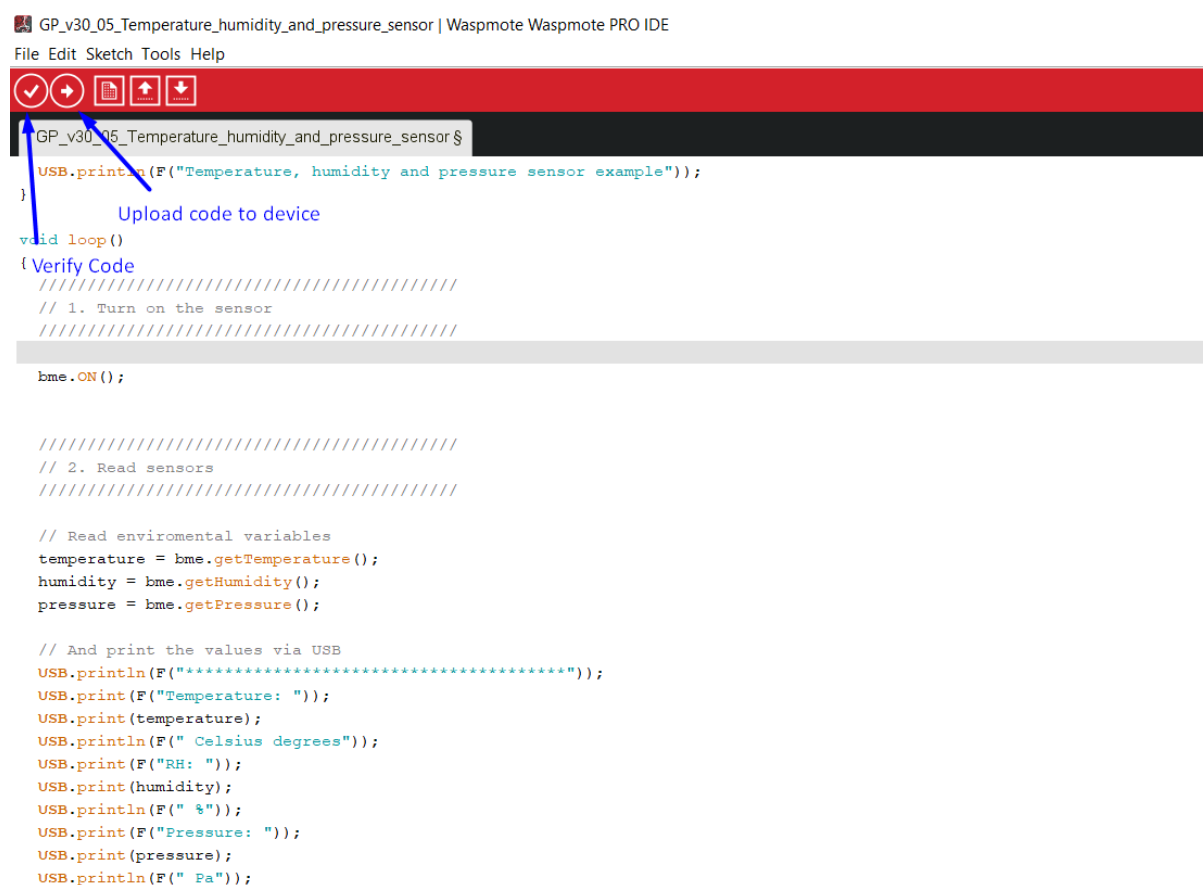 GP_v30_05_Temperature_humidity_and_pressure_sensor | Waspmote Waspmote PRO IDE
File Edit Sketch Tools Help
GP_v30_05_Temperature_humidity_and_pressure_sensor §
USB.println(F("Temperature, humidity and pressure sensor example"));
}
Upload code to device
void loop()
{ Verify Code
///////////////////////////////////////////
// 1. Turn on the sensor
///////////////////////////////////////////
bme.ON();
///////////////////////////////////////////
// 2. Read sensors
///////////////////////////////////////////
// Read enviromental variables
temperature = bme.getTemperature();
humidity = bme.getHumidity();
pressure = bme.getPressure();
// And print the values via USB
USB.println(F("***************************************"));
USB.print(F("Temperature: "));
USB.print(temperature);
USB.println(F(" Celsius degrees"));
USB.print(F("RH: "));
USB.print(humidity);
USB.println(F(" %"));
USB.print(F("Pressure: "));
USB.print(pressure);
USB.println(F(" Pa"));